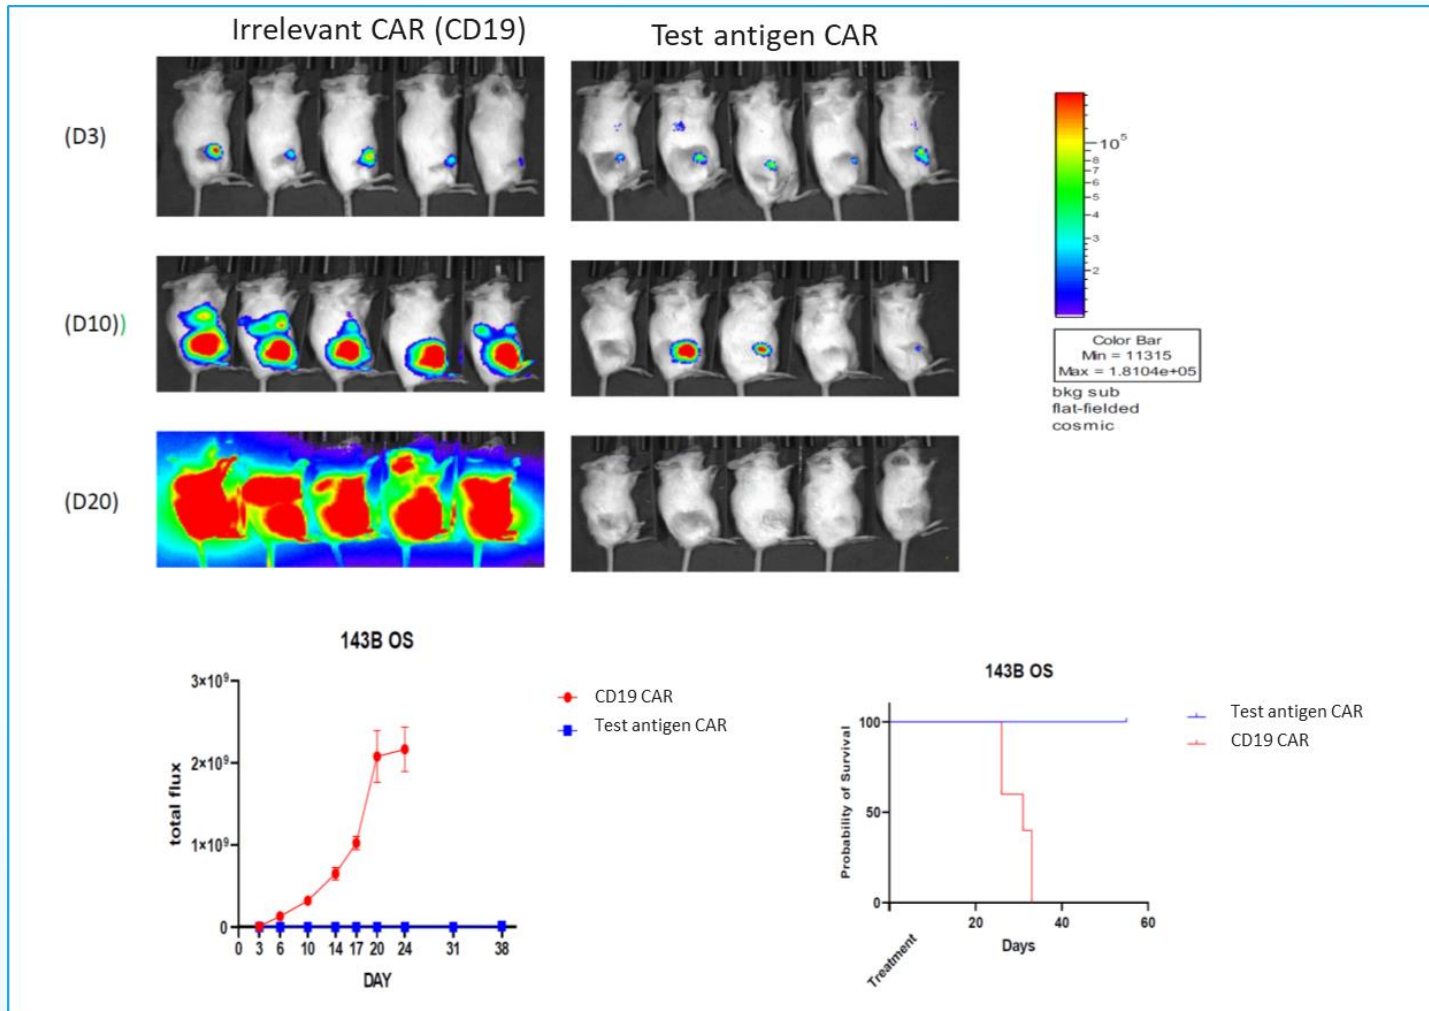 Irrelevant CAR (CD19)
Test antigen CAR
(D3)
(D10))
(D20)
10⁵
8
7
6
5
4
3
2
Color Bar
Min = 11315
Max = 1.8104e+05
bkg sub
flat-fielded
cosmic
143B OS
3×10⁹
2×10⁹
1×10⁹
0
total flux
0 3 6 10 14 17 20 24 31 38
DAY
CD19 CAR
Test antigen CAR
143B OS
100
50
0
Probability of Survival
20 40 60
Days
Treatment
Test antigen CAR
CD19 CAR